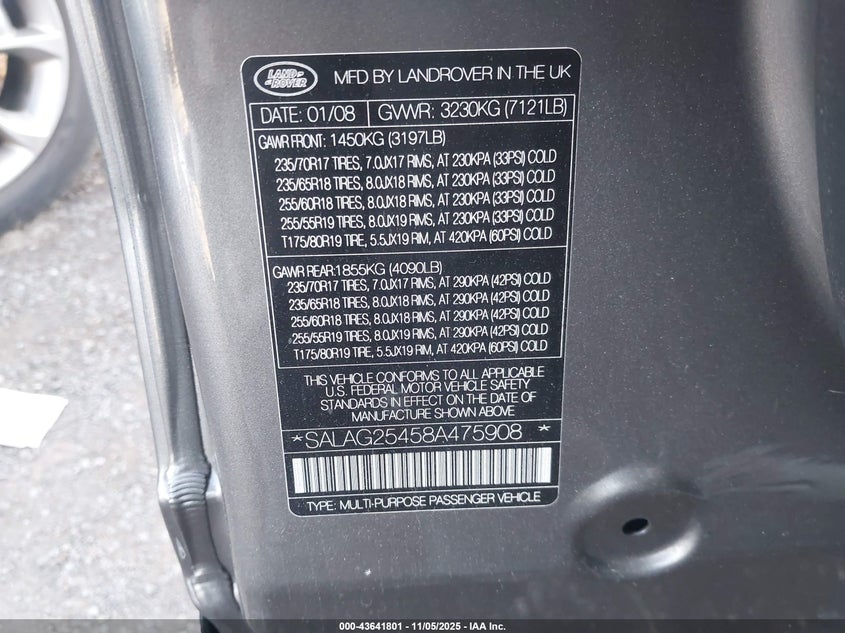 LAND ROVER
MFD BY LANDROVER IN THE UK
DATE: 01/08 GVWR: 3230KG (7121LB)
GAWR FRONT: 1450KG (3197LB)
235/70R17 TIRES, 7.0JX17 RIMS, AT 230KPA (33PSI) COLD
235/65R18 TIRES, 8.0JX18 RIMS, AT 230KPA (33PSI) COLD
255/60R18 TIRES, 8.0JX18 RIMS, AT 230KPA (33PSI) COLD
255/55R19 TIRES, 8.0JX19 RIMS, AT 230KPA (33PSI) COLD
T175/80R19 TIRE, 5.5JX19 RIM, AT 420KPA (60PSI) COLD
GAWR REAR:1855KG (4090LB)
235/70R17 TIRES, 7.0JX17 RIMS, AT 290KPA (42PSI) COLD
235/65R18 TIRES, 8.0JX18 RIMS, AT 290KPA (42PSI) COLD
255/60R18 TIRES, 8.0JX18 RIMS, AT 290KPA (42PSI) COLD
255/55R19 TIRES, 8.0JX19 RIMS, AT 290KPA (42PSI) COLD
T175/80R19 TIRE, 5.5JX19 RIM, AT 420KPA (60PSI) COLD
THIS VEHICLE CONFORMS TO ALL APPLICABLE
U.S. FEDERAL MOTOR VEHICLE SAFETY
STANDARDS IN EFFECT ON THE DATE OF
MANUFACTURE SHOWN ABOVE
*SALAG25458A475908 *
TYPE: MULTI-PURPOSE PASSENGER VEHICLE
000-43641801 - 11/05/2025 - IAA Inc.